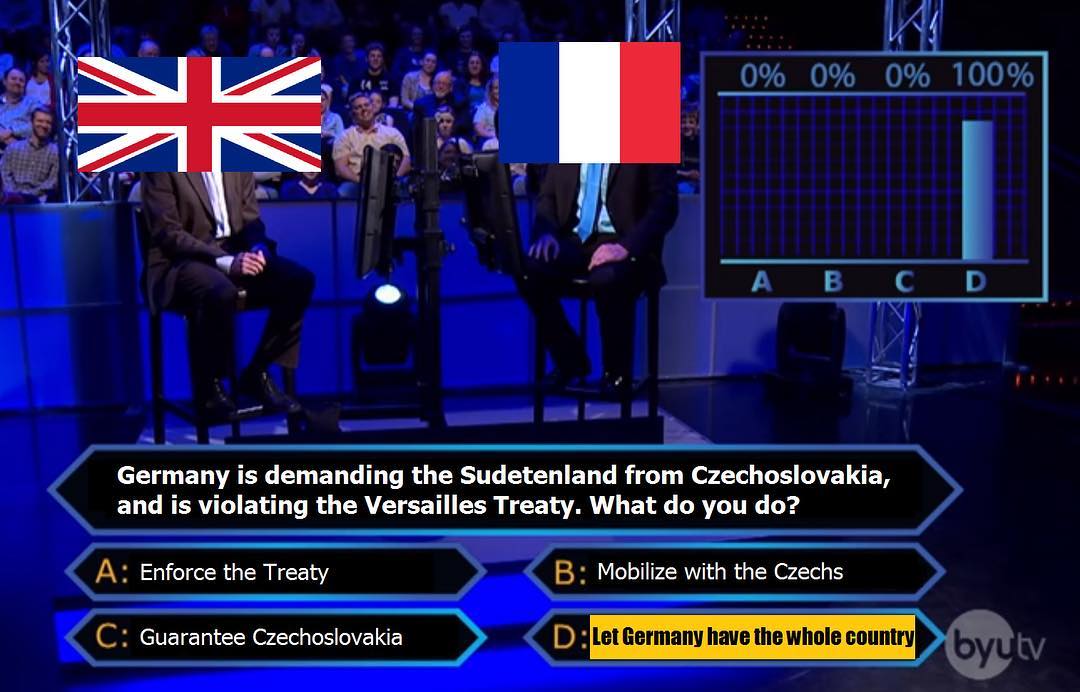 0% 0% 0% 100%
A B C D
Germany is demanding the Sudetenland from Czechoslovakia,
and is violating the Versailles Treaty. What do you do?
A: Enforce the Treaty
B: Mobilize with the Czechs
C: Guarantee Czechoslovakia
D: Let Germany have the whole country
byutv